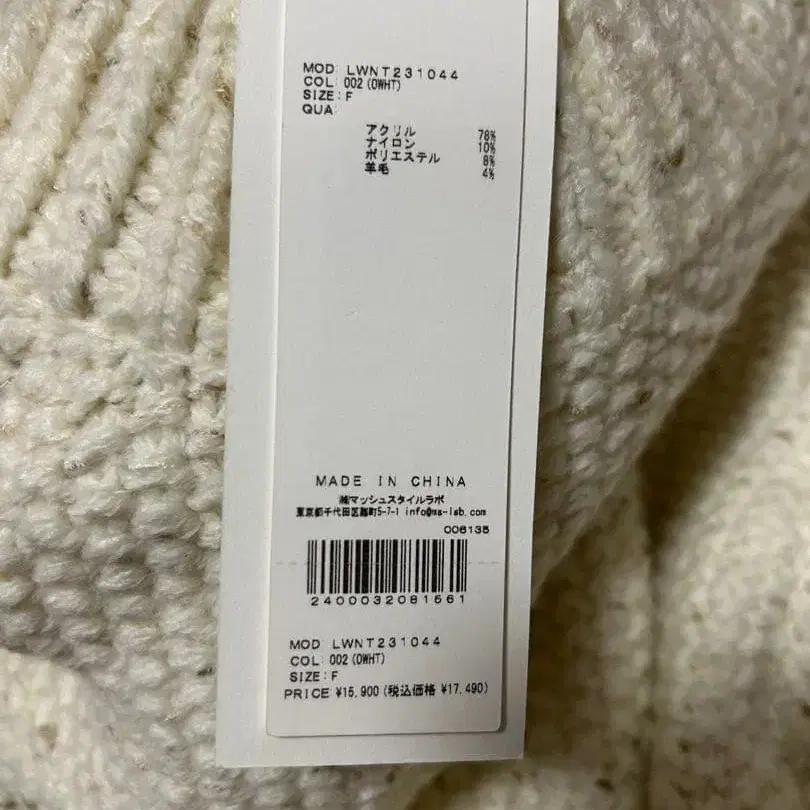 MOD: LWNT231044
COL: 002(OWHT)
SIZE: F
QUA:
アクリル 78%
ナイロン 10%
ポリエステル 8%
羊毛 4%
MADE IN CHINA
㈱マッシュスタイルラボ
東京都千代田区麹町5-7-1 info@ms-lab.com
006135
2400032081561
MOD: LWNT231044
COL: 002(OWHT)
SIZE: F
PRICE: ¥15,900(税込価格 ¥17,490)